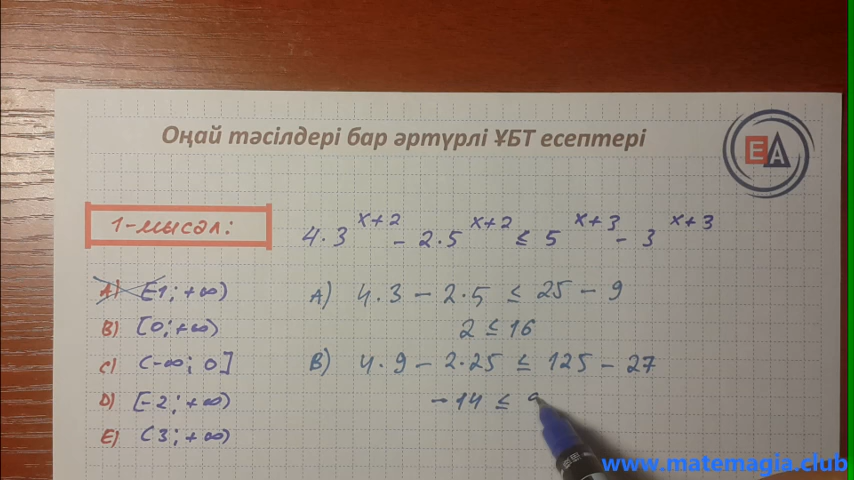 Оңай тәсілдері бар әртүрлі ҰБТ есептері
EA
1-мысал:
4·3^(x+2) - 2·5^(x+2) ≤ 5^(x+3) - 3^(x+3)
A) [-1; +∞)
B) [0; +∞)
C) (-∞; 0]
D) [-2; +∞)
E) (3; +∞)
A) 4·3 - 2·5 ≤ 25 - 9
2 ≤ 16
B) 4·9 - 2·25 ≤ 125 - 27
-14 ≤
www.matemagia.club